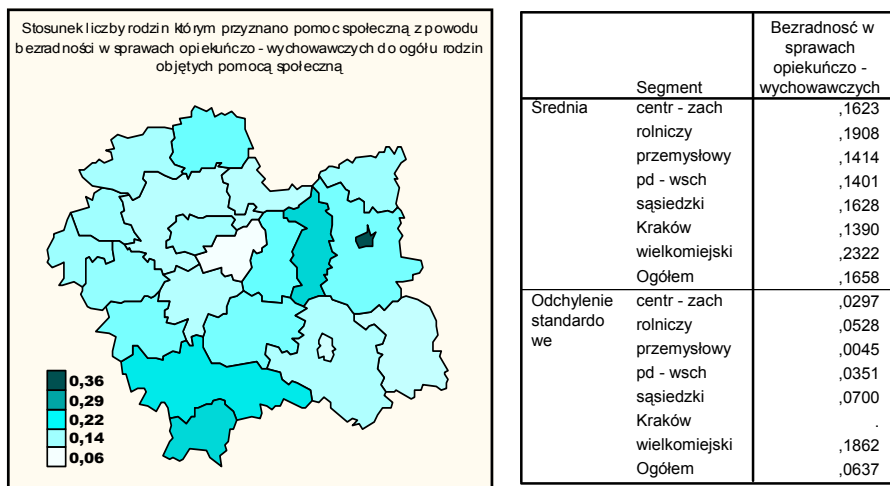 Stosunek liczby rodzin którym przyznano pomoc społeczną z powodu
bezradności w sprawach opiekuńczo - wychowawczych do ogółu rodzin
objętych pomocą społeczną
0,36
0,29
0,22
0,14
0,06
Segment Bezradnosć w
sprawach
opiekuńczo -
wychowawczych
Średnia centr - zach ,1623
rolniczy ,1908
przemysłowy ,1414
pd - wsch ,1401
sąsiedzki ,1628
Kraków ,1390
wielkomiejski ,2322
Ogółem ,1658
Odchylenie centr - zach ,0297
standardo rolniczy ,0528
we przemysłowy ,0045
pd - wsch ,0351
sąsiedzki ,0700
Kraków .
wielkomiejski ,1862
Ogółem ,0637